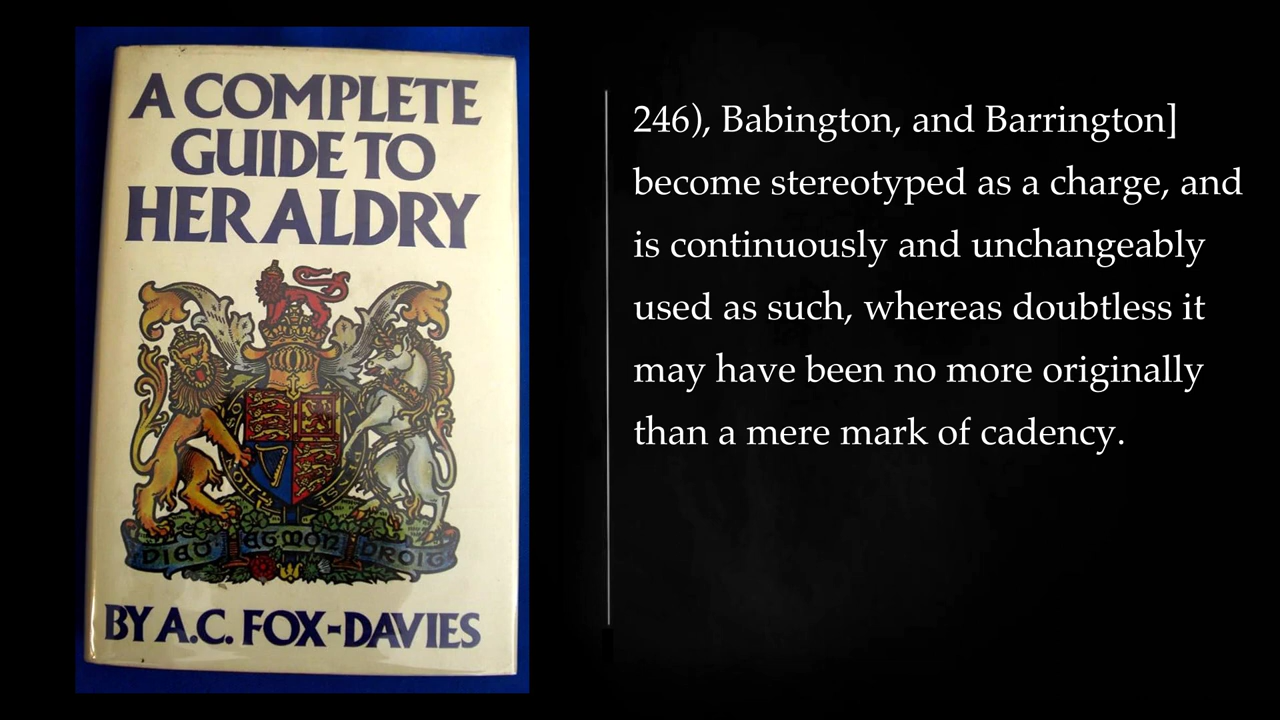 A COMPLETE
GUIDE TO
HERALDRY
DIEU ET MON DROIT
BY A.C. FOX-DAVIES
246), Babington, and Barrington]
become stereotyped as a charge, and
is continuously and unchangeably
used as such, whereas doubtless it
may have been no more originally
than a mere mark of cadency.